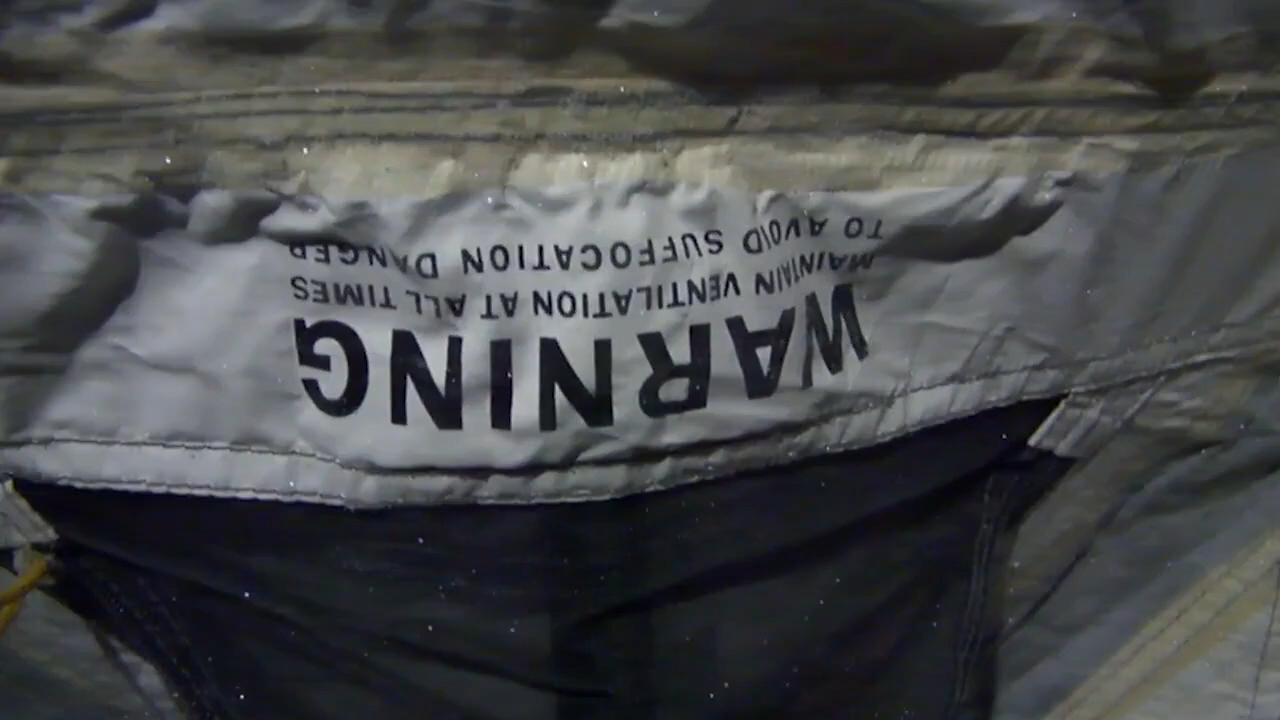 WARNING
MAINTAIN VENTILATION AT ALL TIMES
TO AVOID SUFFOCATION DANGER